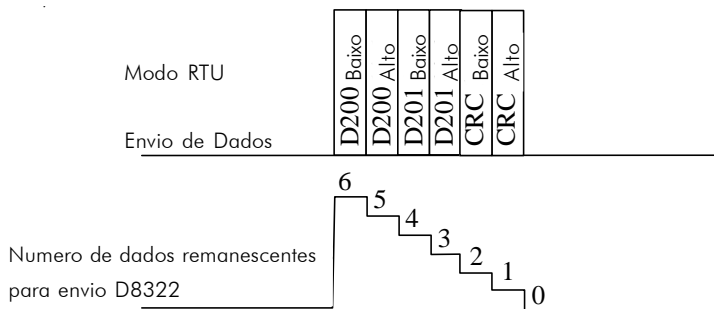 Modo RTU
Envio de Dados
D200 Baixo
D200 Alto
D201 Baixo
D201 Alto
CRC Baixo
CRC Alto
6
5
4
3
2
1
0
Numero de dados remanescentes
para envio D8322